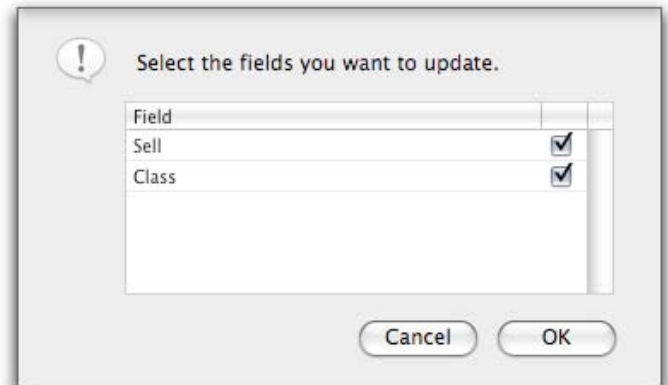 Select the fields you want to update.
Field
Sell
Class
Cancel OK